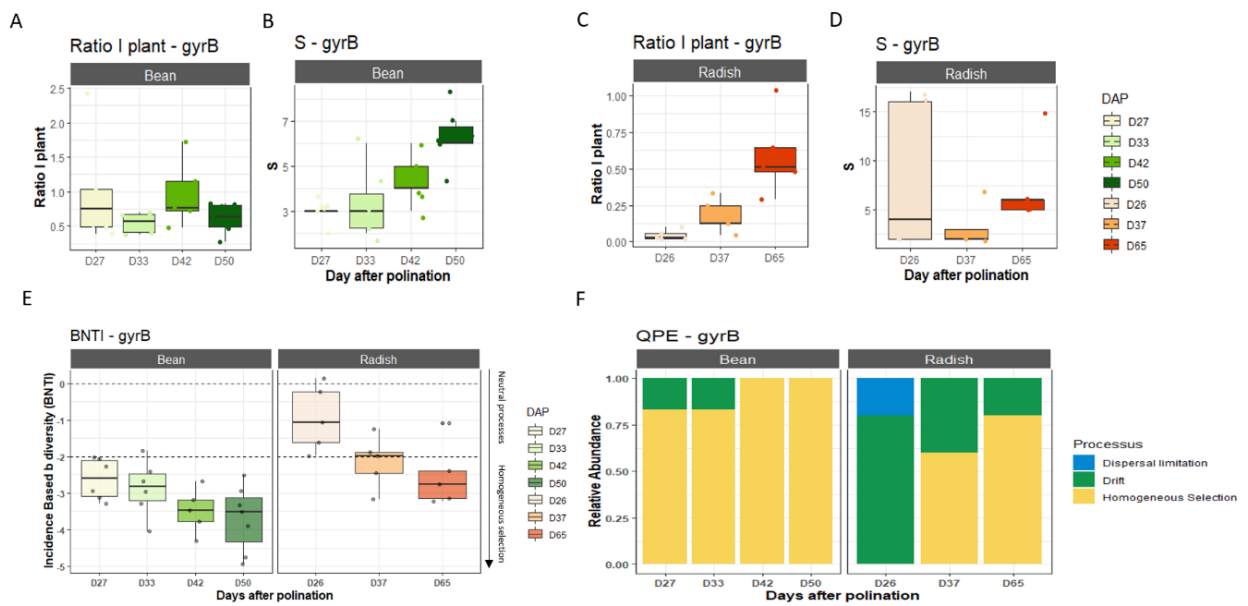 A
Ratio I plant - gyrB
Bean
Ratio I plant
2.5
2.0
1.5
1.0
0.5
D27 D33 D42 D50
B
S - gyrB
Bean
S
7
5
3
D27 D33 D42 D50
Day after polination
C
Ratio I plant - gyrB
Radish
Ratio I plant
1.00
0.75
0.50
0.25
0.00
D26 D37 D65
Day after polination
D
S - gyrB
Radish
S
15
10
5
D26 D37 D65
DAP
D27
D33
D42
D50
D26
D37
D65
E
BNTI - gyrB
Bean Radish
Incidence Based b diversity (BNTI)
0
-1
-2
-3
-4
-5
D27 D33 D42 D50 D26 D37 D65
Days after polination
Neutral processes
Homogneous selection
DAP
D27
D33
D42
D50
D26
D37
D65
F
QPE - gyrB
Bean Radish
Relative Abundance
1.00
0.75
0.50
0.25
0.00
D27 D33 D42 D50 D26 D37 D65
Days after polination
Processus
Dispersal limitation
Drift
Homogneous Selection